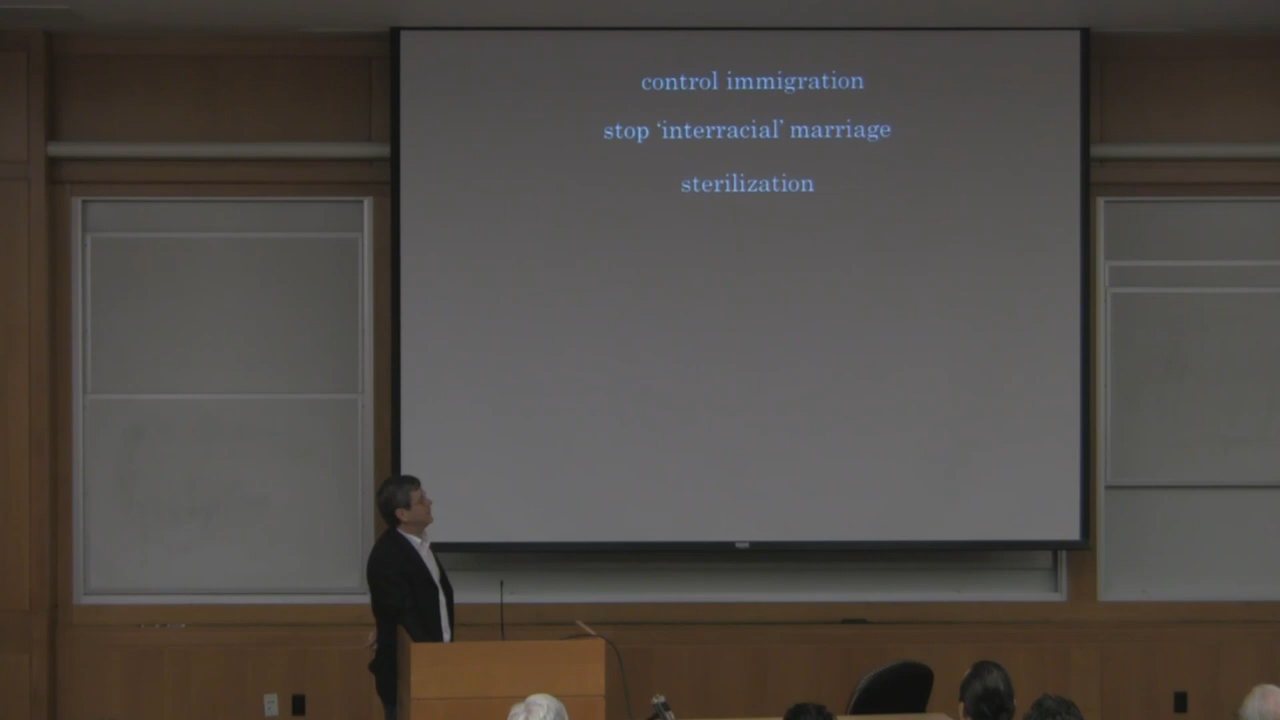 control immigration
stop ‘interracial’ marriage
sterilization